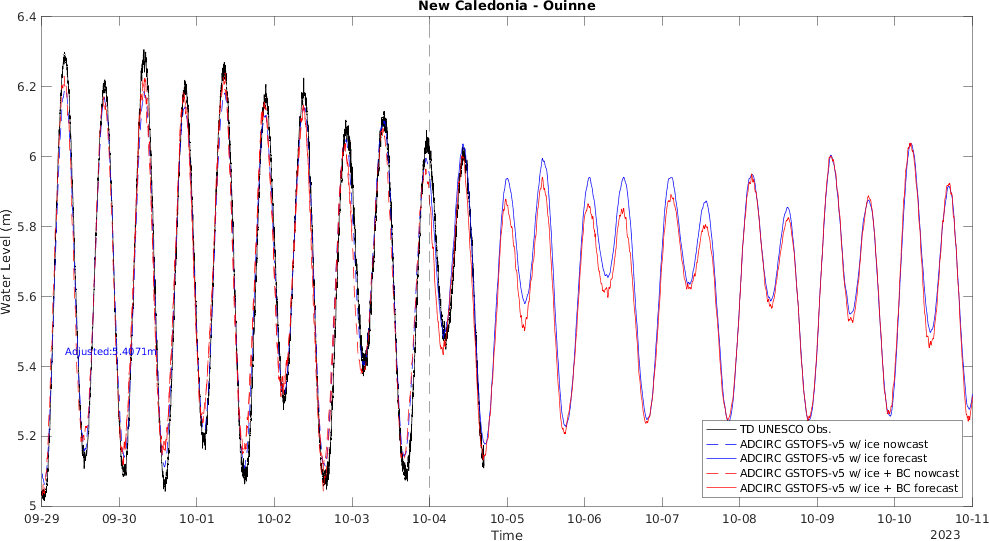 New Caledonia - Ouinne
6.4
6.2
6
5.8
5.6
5.4
5.2
5
Water Level (m)
Adjusted:5.4071m
TD UNESCO Obs.
ADCIRC GSTOFS-v5 w/ ice nowcast
ADCIRC GSTOFS-v5 w/ ice forecast
ADCIRC GSTOFS-v5 w/ ice + BC nowcast
ADCIRC GSTOFS-v5 w/ ice + BC forecast
09-29 09-30 10-01 10-02 10-03 10-04 10-05 10-06 10-07 10-08 10-09 10-10 10-11
Time
2023